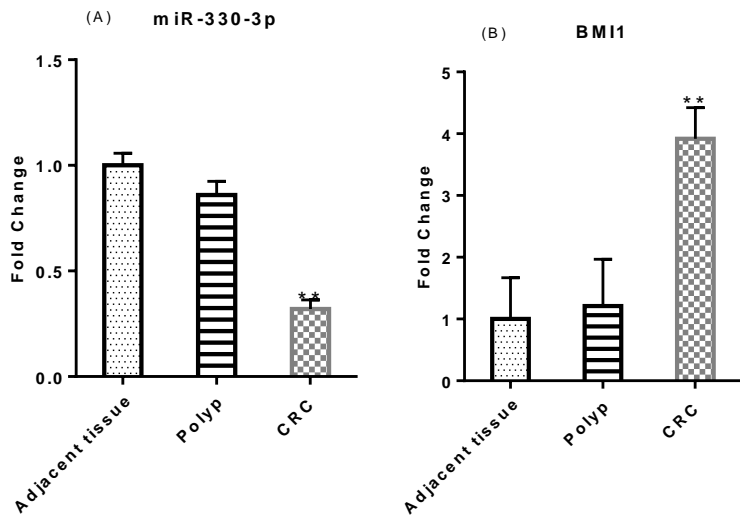 (A) miR-330-3p
Fold Change
1.5
1.0
0.5
0.0
**
Adjacent tissue
Polyp
CRC
(B) BMI1
Fold Change
5
4
3
2
1
0
**
Adjacent tissue
Polyp
CRC